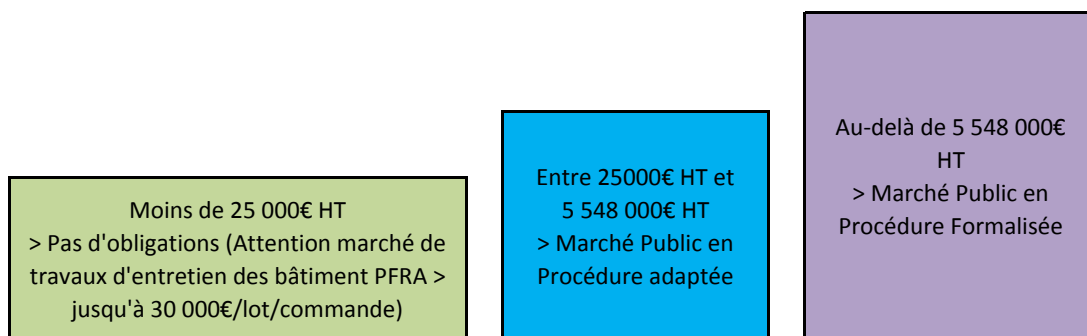 Moins de 25 000€ HT
> Pas d'obligations (Attention marché de
travaux d'entretien des bâtiment PFRA >
jusqu'à 30 000€/lot/commande)
Entre 25000€ HT et
5 548 000€ HT
> Marché Public en
Procédure adaptée
Au-delà de 5 548 000€
HT
> Marché Public en
Procédure Formalisée